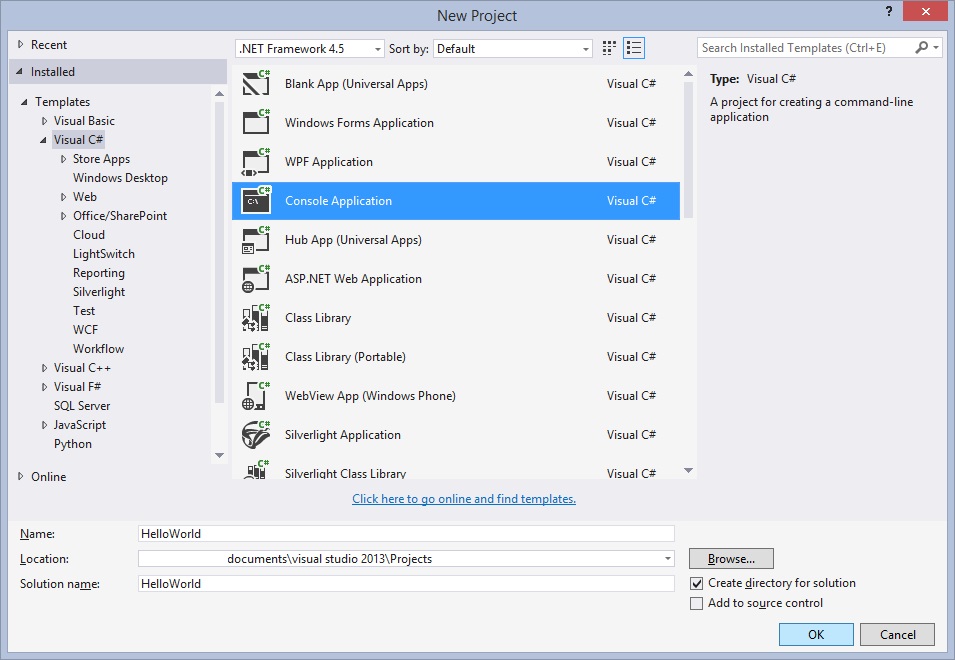 New Project
?
Recent
Installed
Templates
Visual Basic
Visual C#
Store Apps
Windows Desktop
Web
Office/SharePoint
Cloud
LightSwitch
Reporting
Silverlight
Test
WCF
Workflow
Visual C++
Visual F#
SQL Server
JavaScript
Python
Online
.NET Framework 4.5 Sort by: Default
C# Blank App (Universal Apps) Visual C#
C# Windows Forms Application Visual C#
C# WPF Application Visual C#
C# C:\ Console Application Visual C#
C# Hub App (Universal Apps) Visual C#
C# ASP.NET Web Application Visual C#
C# Class Library Visual C#
C# Class Library (Portable) Visual C#
C# WebView App (Windows Phone) Visual C#
C# Silverlight Application Visual C#
C# Silverlight Class Library Visual C#
Click here to go online and find templates.
Search Installed Templates (Ctrl+E)
Type: Visual C#
A project for creating a command-line
application
Name: HelloWorld
Location: documents\visual studio 2013\Projects Browse...
Solution name: HelloWorld Create directory for solution
Add to source control
OK Cancel